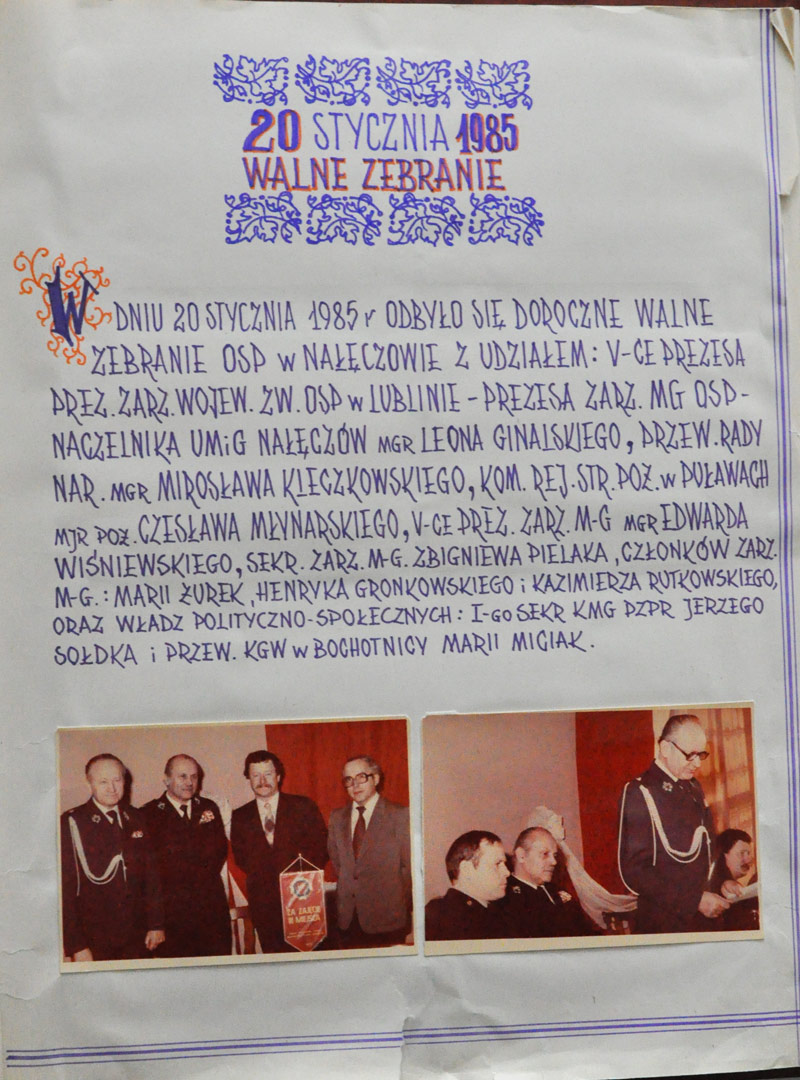 20 STYCZNIA 1985
WALNE ZEBRANIE
W DNIU 20 STYCZNIA 1985 r ODBYŁO SIĘ DOROCZNE WALNE
ZEBRANIE OSP w NAŁĘCZOWIE Z UDZIAŁEM: V-CE PREZESA
PREZ. ZARZ. WOJEW. ZW. OSP w LUBLINIE - PREZESA ZARZ. MG OSP-
NACZELNIKA UMiG NAŁĘCZÓW MGR LEONA GINALSKIEGO, PRZEW. RADY
NAR. MGR MIROSŁAWA KLECZKOWSKIEGO, KOM. REJ. STR. POŻ. w PUŁAWACH
MJR POŻ. CZESŁAWA MŁYNARSKIEGO, V-CE PREZ. ZARZ. M-G MGR EDWARDA
WIŚNIEWSKIEGO, SEKR. ZARZ. M-G. ZBIGNIEWA PIELAKA, CZŁONKÓW ZARZ.
M-G.: MARII ŻUREK, HENRYKA GRONKOWSKIEGO i KAZIMIERZA RUTKOWSKIEGO,
ORAZ WŁADZ POLITYCZNO-SPOŁECZNYCH: I-GO SEKR KMG PZPR JERZEGO
SOŁDKA i PRZEW. KGW w BOCHOTNICY MARII MICIAK.
ZA ZAJĘCIE
III MIEJSCA